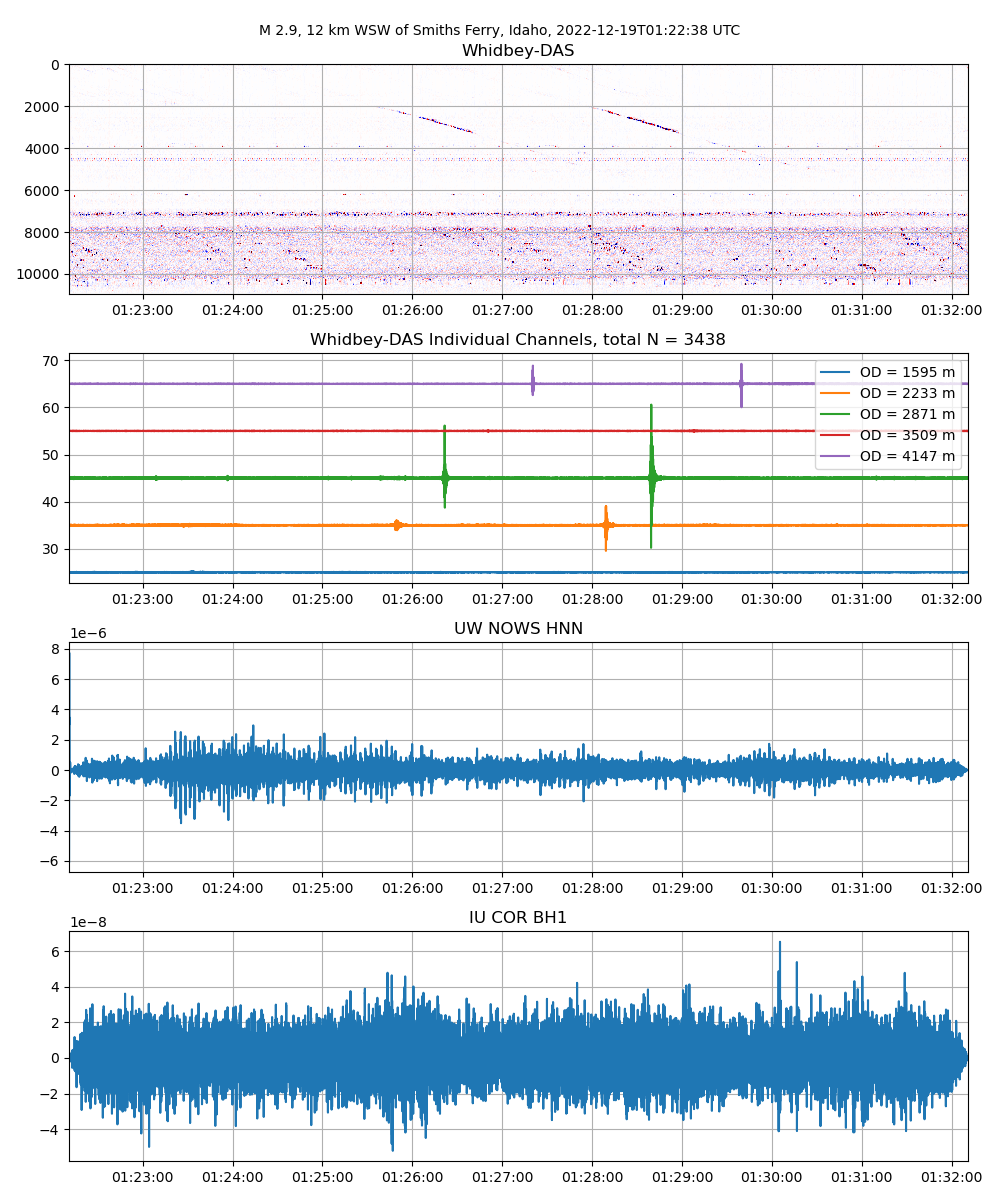 M 2.9, 12 km WSW of Smiths Ferry, Idaho, 2022-12-19T01:22:38 UTC
Whidbey-DAS
0
2000
4000
6000
8000
10000
01:23:00 01:24:00 01:25:00 01:26:00 01:27:00 01:28:00 01:29:00 01:30:00 01:31:00 01:32:00
Whidbey-DAS Individual Channels, total N = 3438
70
60
50
40
30
OD = 1595 m
OD = 2233 m
OD = 2871 m
OD = 3509 m
OD = 4147 m
01:23:00 01:24:00 01:25:00 01:26:00 01:27:00 01:28:00 01:29:00 01:30:00 01:31:00 01:32:00
UW NOWS HNN
1e−6
8
6
4
2
0
−2
−4
−6
01:23:00 01:24:00 01:25:00 01:26:00 01:27:00 01:28:00 01:29:00 01:30:00 01:31:00 01:32:00
IU COR BH1
1e−8
6
4
2
0
−2
−4
01:23:00 01:24:00 01:25:00 01:26:00 01:27:00 01:28:00 01:29:00 01:30:00 01:31:00 01:32:00